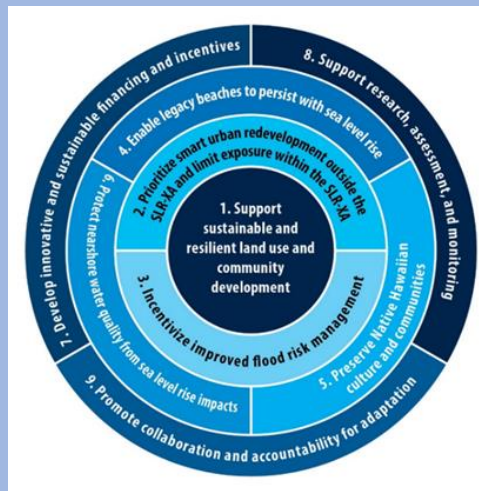 1. Support
sustainable and
resilient land use and
community
development
2. Prioritize smart urban redevelopment outside the
SLR-XA and limit exposure within the SLR-XA
3. Incentivize improved flood risk management
4. Enable legacy beaches to persist with sea level rise
5. Preserve Native Hawaiian
culture and communities
6. Protect nearshore water quality from sea level rise impacts
7. Develop innovative and sustainable financing and incentives
8. Support research, assessment, and monitoring
9. Promote collaboration and accountability for adaptation